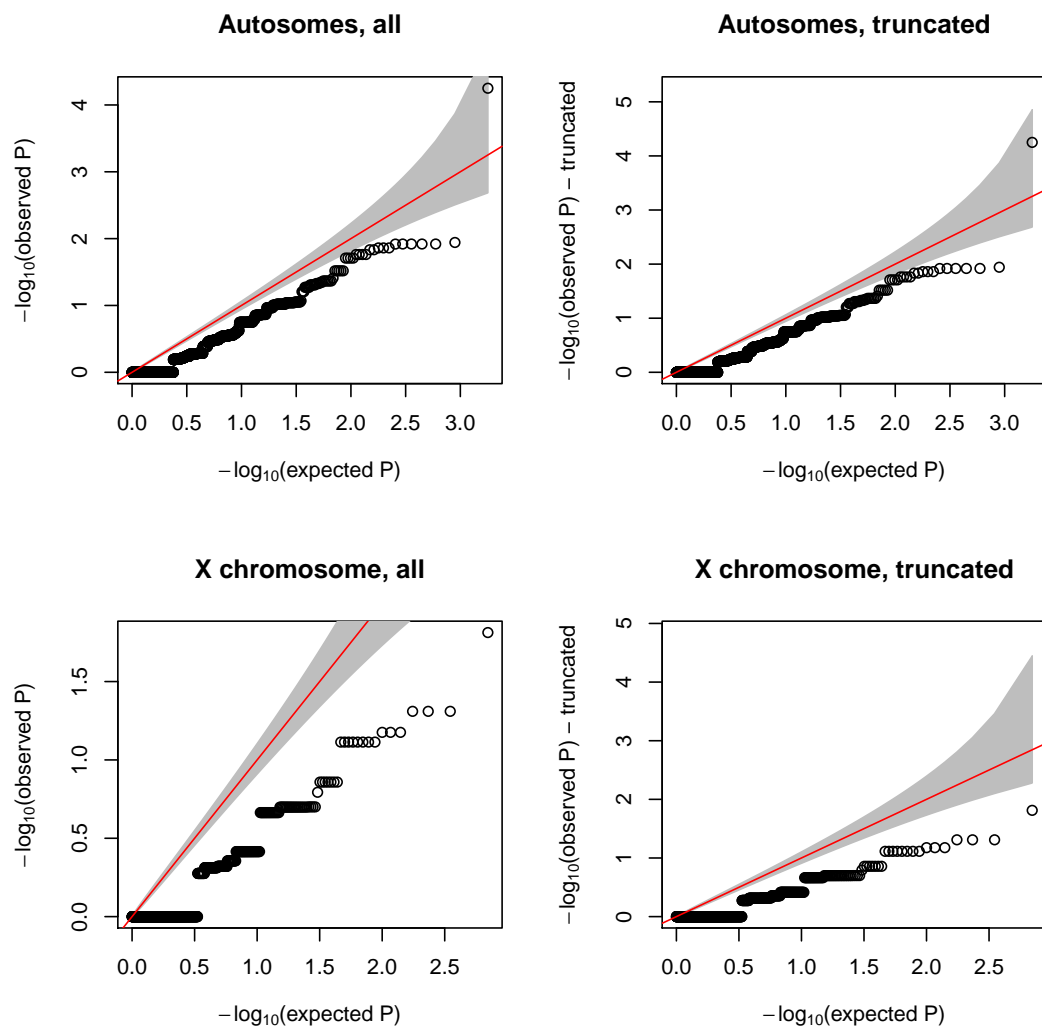 Autosomes, all
−log10(observed P)
0 1 2 3 4
0.0 0.5 1.0 1.5 2.0 2.5 3.0
−log10(expected P)
Autosomes, truncated
−log10(observed P) − truncated
0 1 2 3 4 5
0.0 0.5 1.0 1.5 2.0 2.5 3.0
−log10(expected P)
X chromosome, all
−log10(observed P)
0.0 0.5 1.0 1.5
0.0 0.5 1.0 1.5 2.0 2.5
−log10(expected P)
X chromosome, truncated
−log10(observed P) − truncated
0 1 2 3 4 5
0.0 0.5 1.0 1.5 2.0 2.5
−log10(expected P)